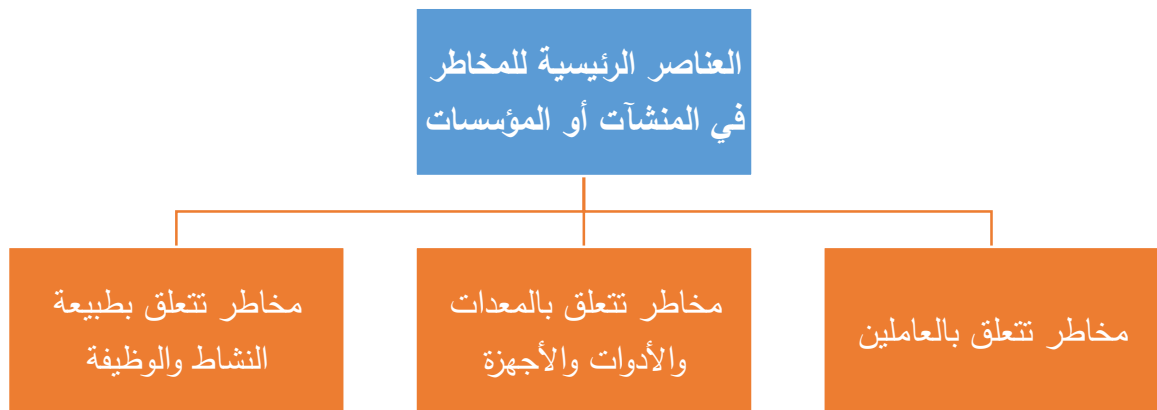 العناصر الرئيسية للمخاطر
في المنشآت أو المؤسسات
مخاطر تتعلق بالعاملين
مخاطر تتعلق بالمعدات
والأدوات والأجهزة
مخاطر تتعلق بطبيعة
النشاط والوظيفة